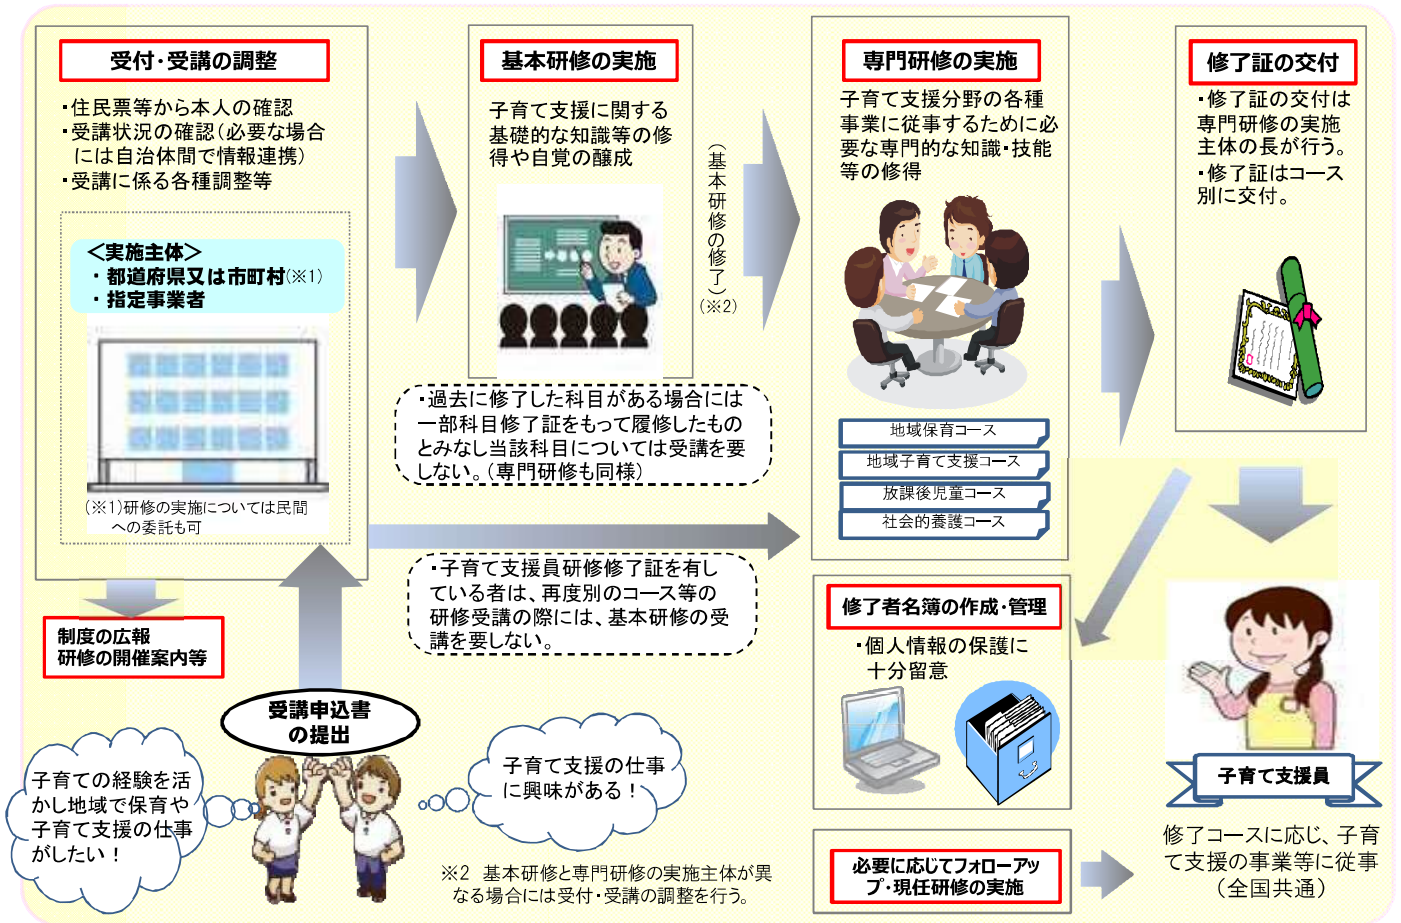 受付・受講の調整
・住民票等から本人の確認
・受講状況の確認(必要な場合
には自治体間で情報連携)
・受講に係る各種調整等
＜実施主体＞
・都道府県又は市町村(※1)
・指定事業者
(※1)研修の実施については民間
への委託も可
制度の広報
研修の開催案内等
基本研修の実施
子育て支援に関する
基礎的な知識等の修
得や自覚の醸成
(基本研修の修了)
(※2)
・過去に修了した科目がある場合には
一部科目修了証をもって履修したもの
とみなし当該科目については受講を要
しない。(専門研修も同様)
・子育て支援員研修修了証を有し
ている者は、再度別のコース等の
研修受講の際には、基本研修の受
講を要しない。
専門研修の実施
子育て支援分野の各種
事業に従事するために必
要な専門的な知識・技能
等の修得
地域保育コース
地域子育て支援コース
放課後児童コース
社会的養護コース
修了証の交付
・修了証の交付は
専門研修の実施
主体の長が行う。
・修了証はコース
別に交付。
修了者名簿の作成・管理
・個人情報の保護に
十分留意
必要に応じてフォローアッ
プ・現任研修の実施
子育て支援員
修了コースに応じ、子育
て支援の事業等に従事
(全国共通)
受講申込書
の提出
子育ての経験を活
かし地域で保育や
子育て支援の仕事
がしたい！
子育て支援の仕事
に興味がある！
※2 基本研修と専門研修の実施主体が異
なる場合には受付・受講の調整を行う。